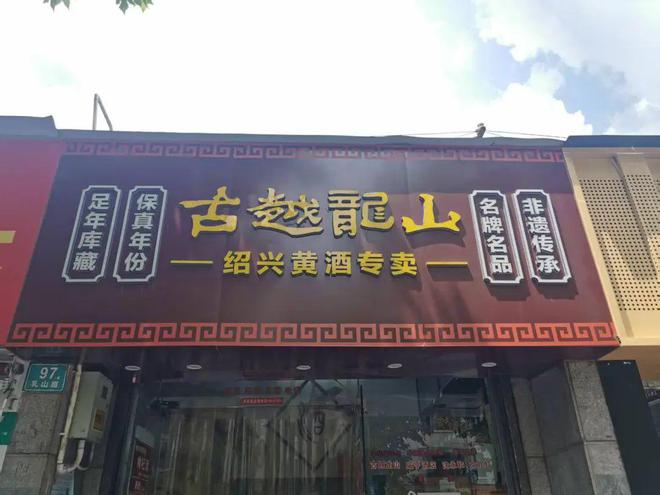 足年库藏
保真年份
古越龍山
绍兴黄酒专卖
名牌名品
非遗传承
97
乳山路